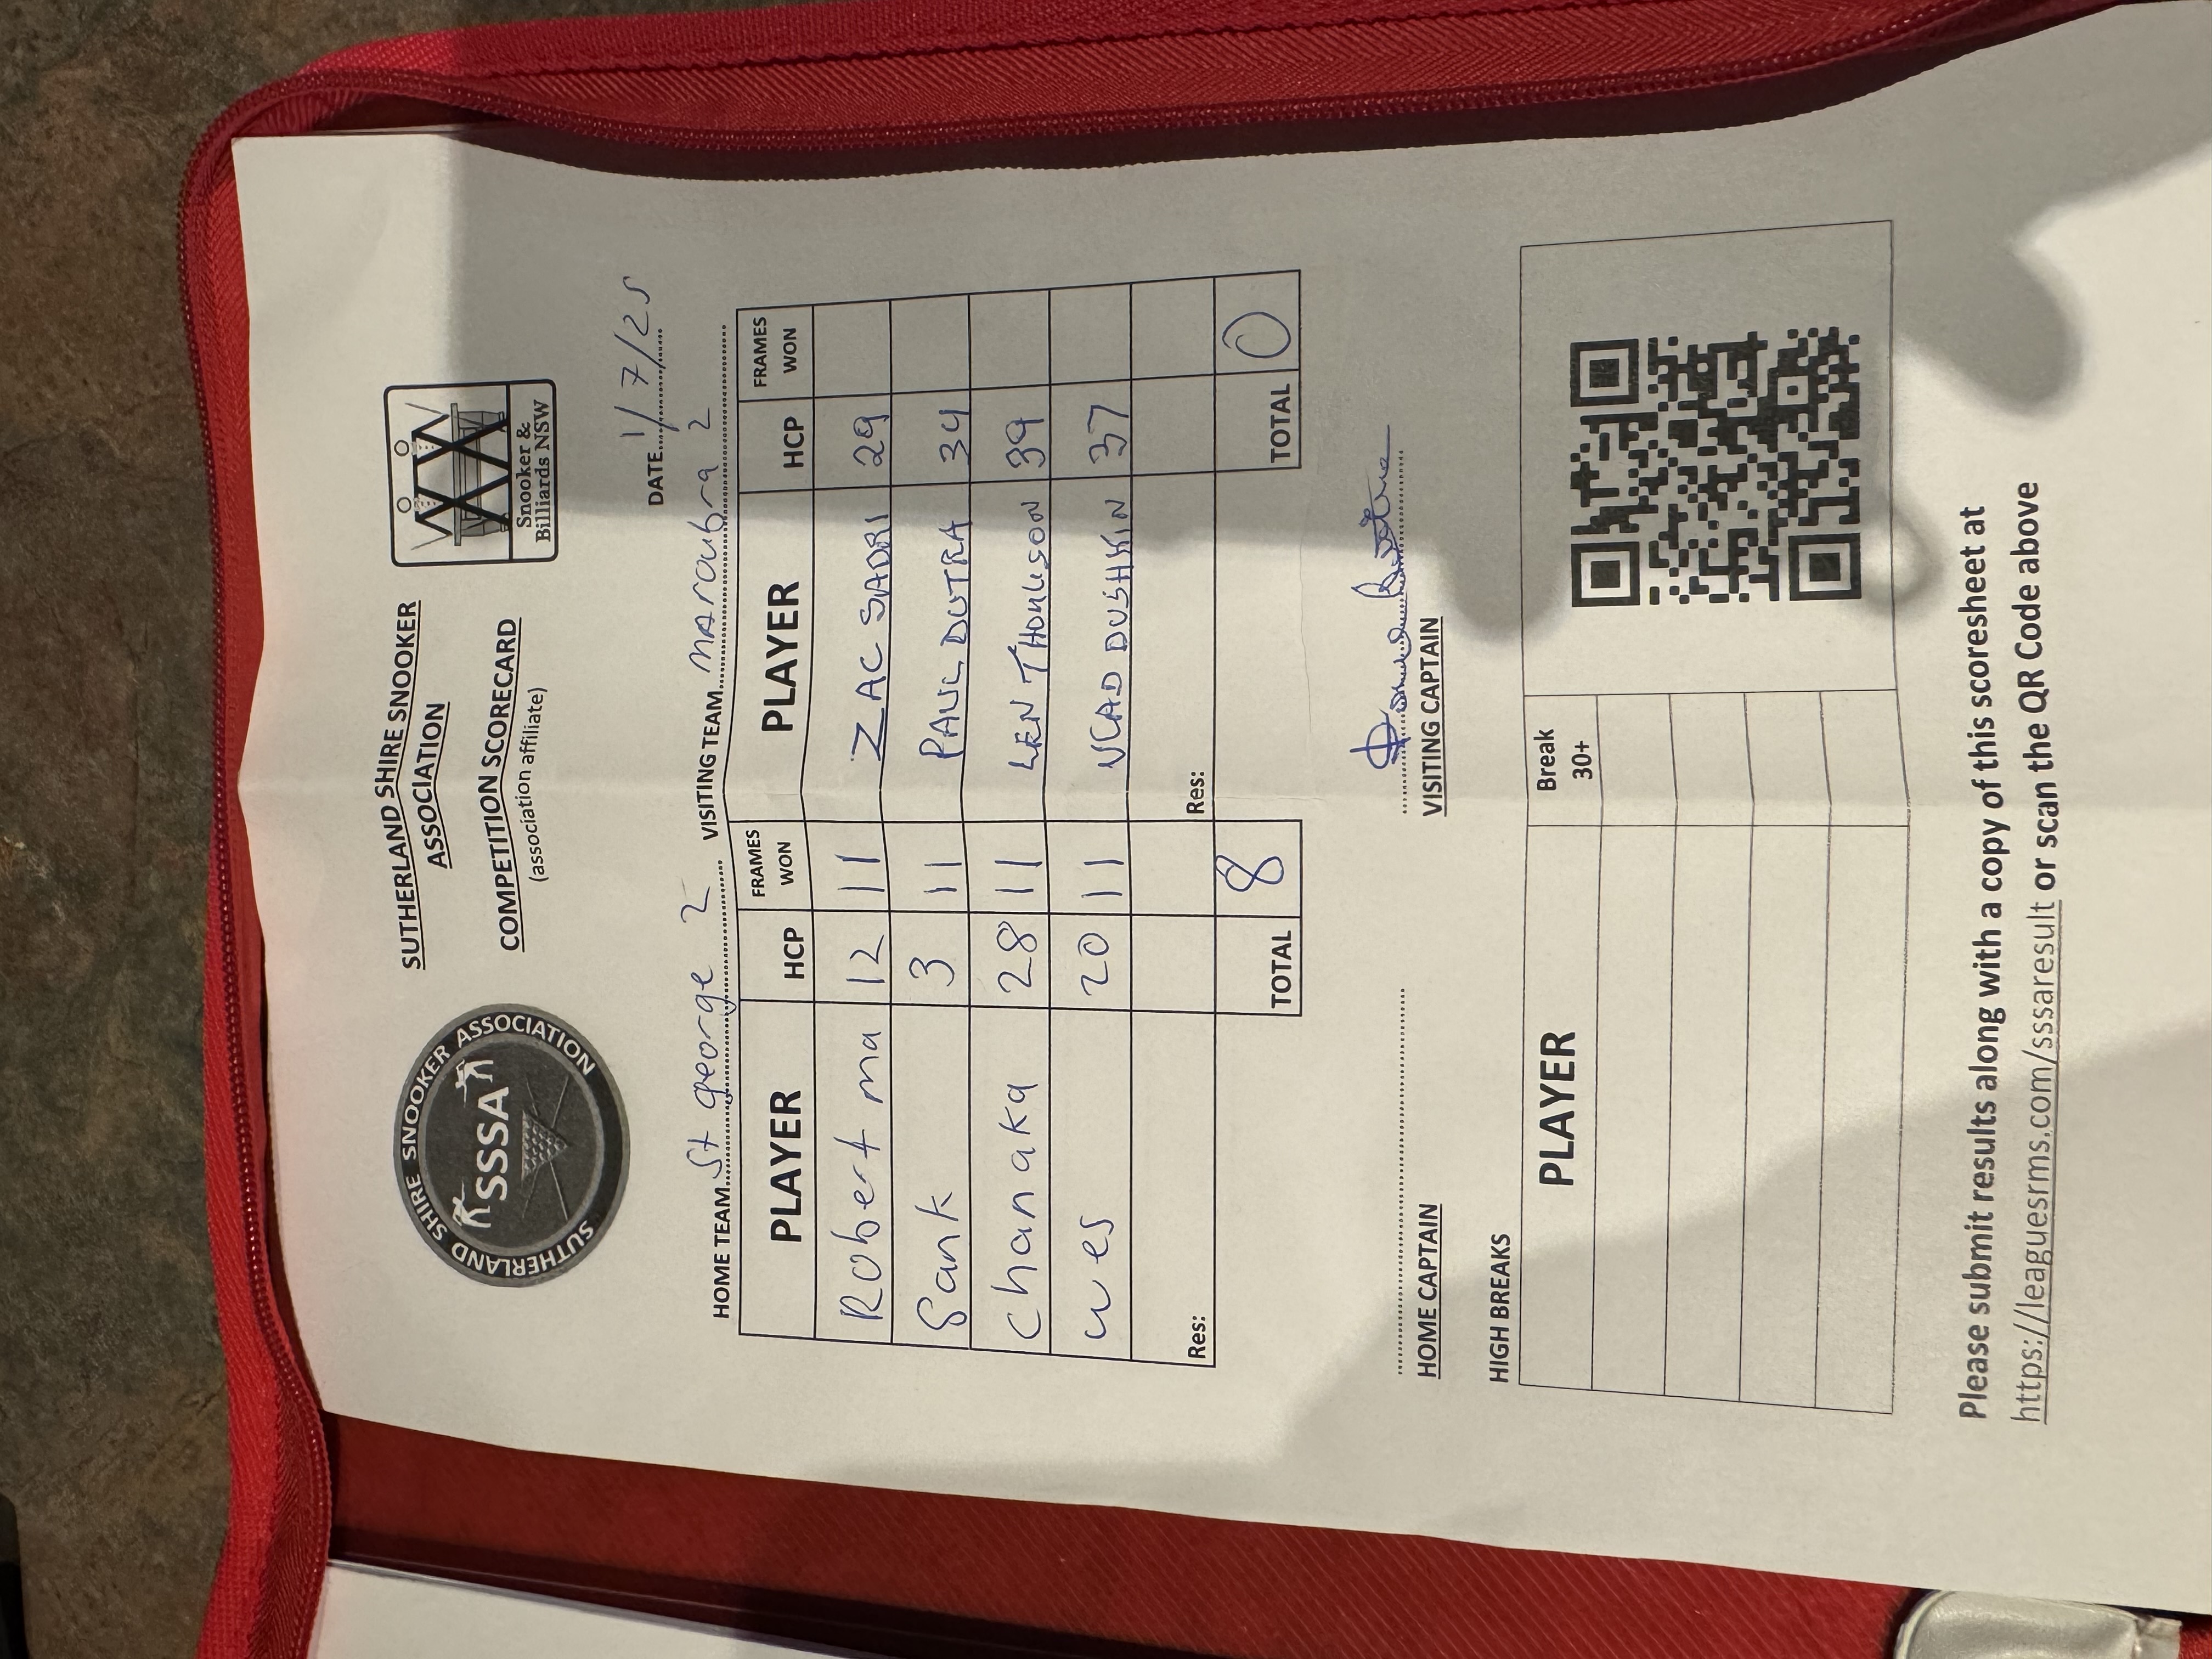 SUTHERLAND SHIRE SNOOKER ASSOCIATION
SSSA
SUTHERLAND SHIRE SNOOKER
ASSOCIATION
COMPETITION SCORECARD
(association affiliate)
Snooker &
Billiards NSW
DATE 1/7/25
HOME TEAM St George 2 VISITING TEAM Maroubra 2
PLAYER HCP FRAMES WON PLAYER HCP FRAMES WON
Robert ma 12 11 ZAC SADRI 29
Sank 3 11 PAUL DUTRA 34
Chanaka 28 11 LEN THOMSON 39
wes 20 11 VLAD DUSHKIN 37
Res: Res:
TOTAL 8 TOTAL 0
HOME CAPTAIN VISITING CAPTAIN
HIGH BREAKS
PLAYER Break 30+
Please submit results along with a copy of this scoresheet at
https://leaguesrms.com/sssaresult or scan the QR Code above